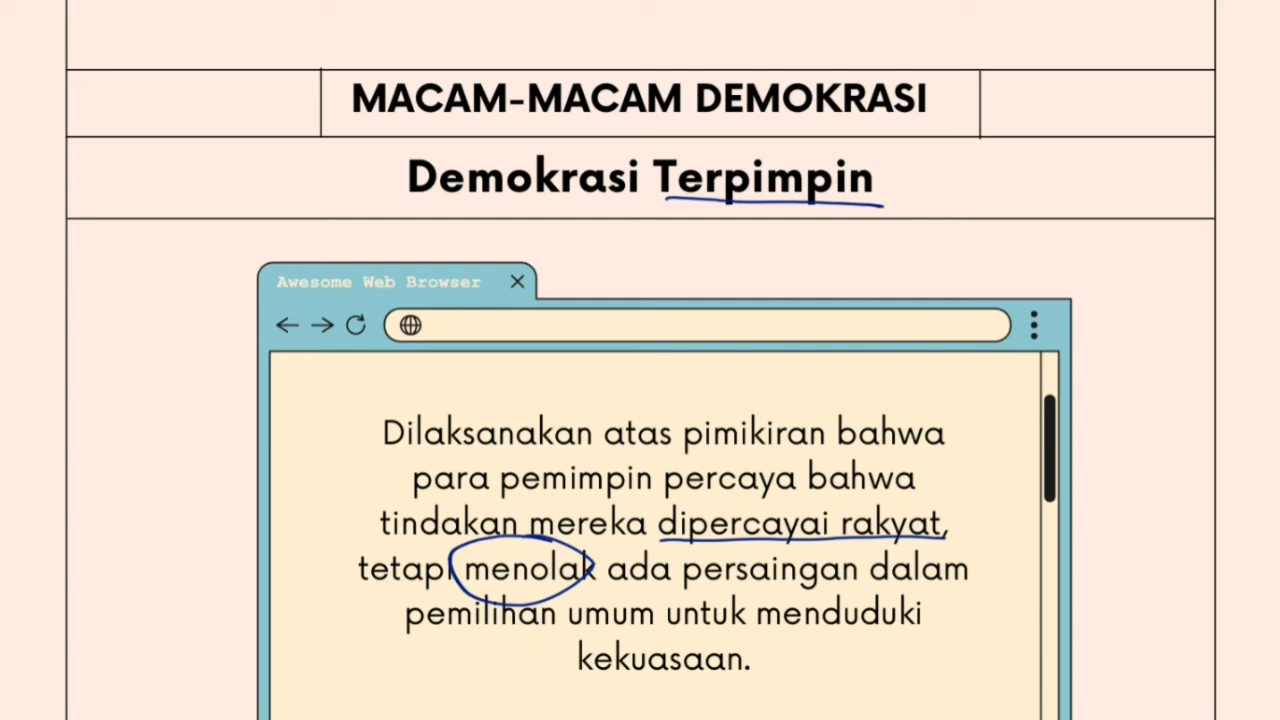 MACAM-MACAM DEMOKRASI
Demokrasi Terpimpin
Awesome Web Browser
Dilaksanakan atas pimikiran bahwa
para pemimpin percaya bahwa
tindakan mereka dipercayai rakyat,
tetapi menolak ada persaingan dalam
pemilihan umum untuk menduduki
kekuasaan.